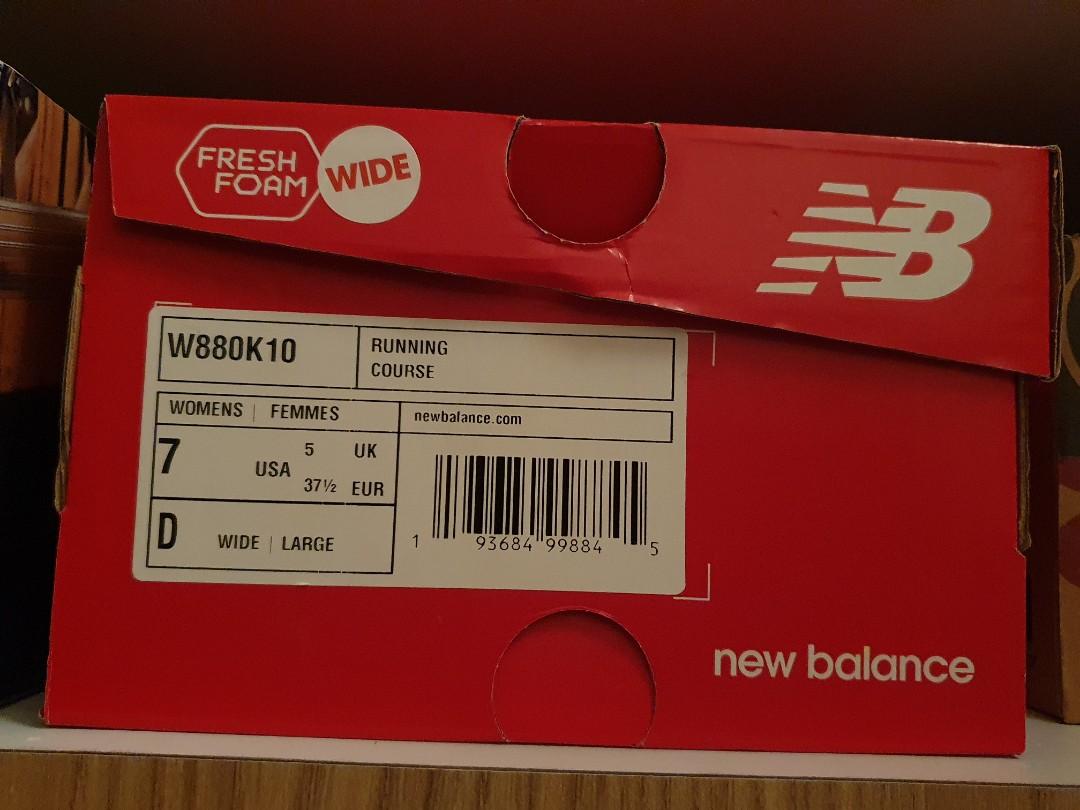 FRESH
FOAM
WIDE
NB
W880K10
RUNNING
COURSE
WOMENS | FEMMES
newbalance.com
7 USA 5 UK
37½ EUR
D WIDE | LARGE
1 93684 99884 5
new balance